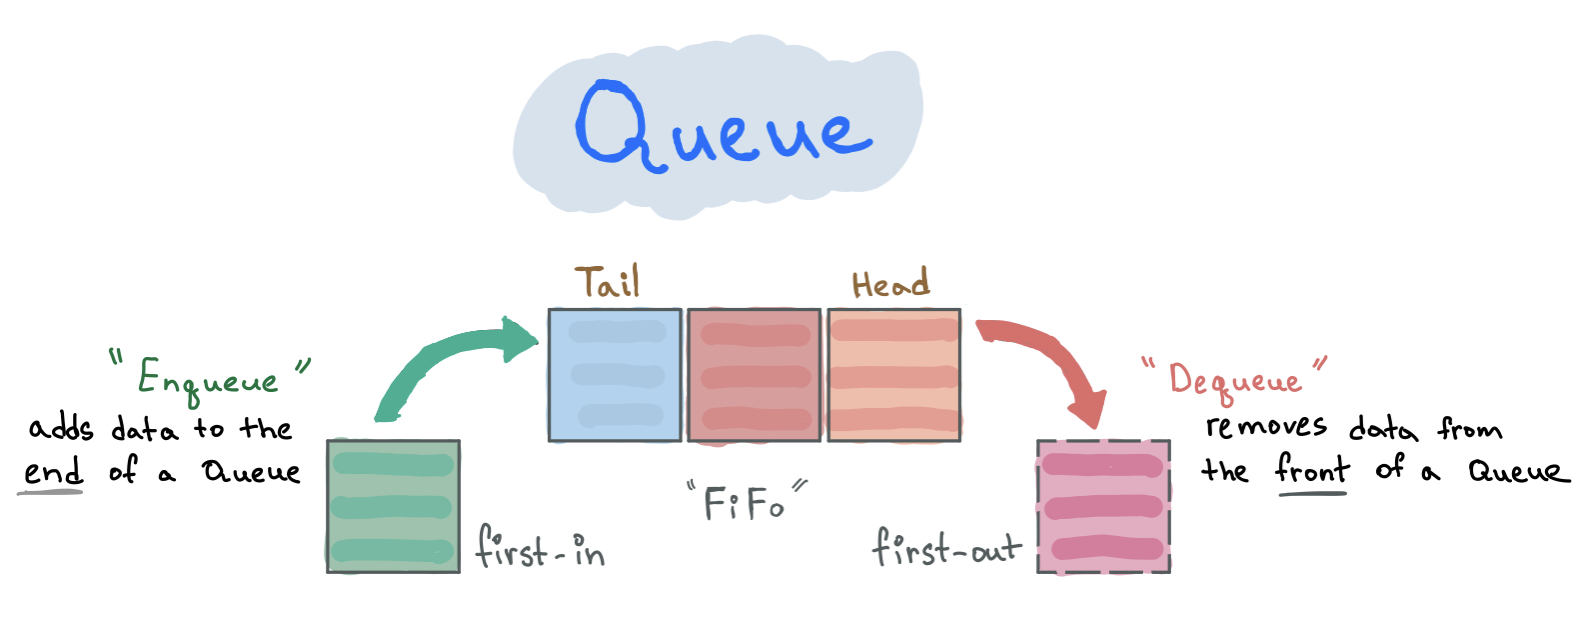 Queue
Tail
Head
"Enqueue"
adds data to the
end of a Queue
"Dequeue"
removes data from
the front of a Queue
"FiFo"
first-in
first-out